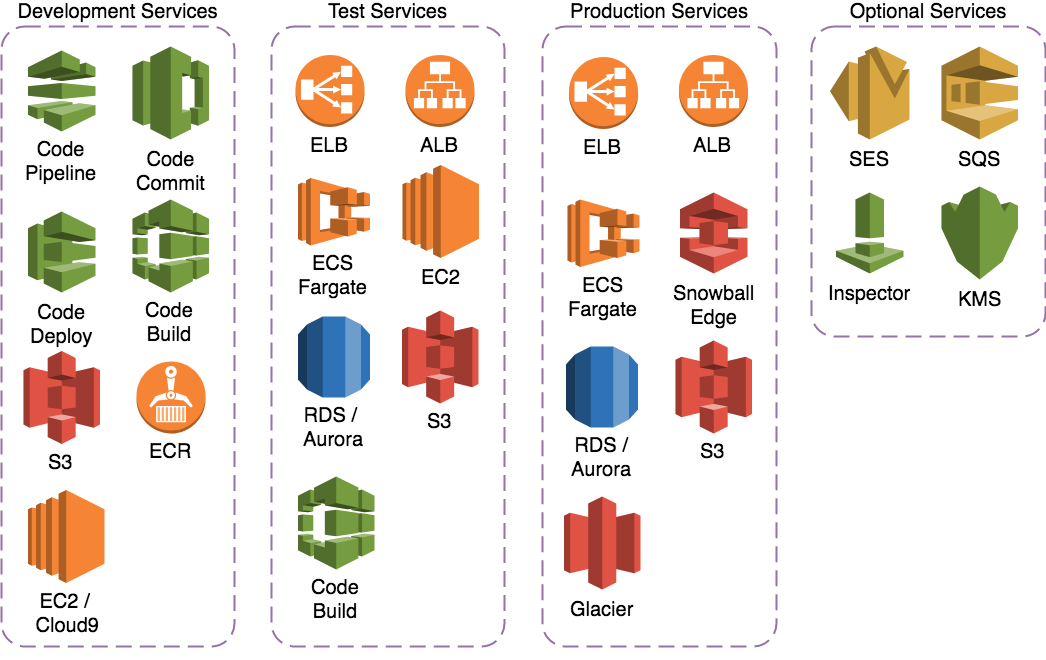 Development Services
Code
Pipeline
Code
Commit
Code
Deploy
Code
Build
S3
ECR
EC2 /
Cloud9
Test Services
ELB
ALB
ECS
Fargate
EC2
RDS /
Aurora
S3
Code
Build
Production Services
ELB
ALB
ECS
Fargate
Snowball
Edge
RDS /
Aurora
S3
Glacier
Optional Services
SES
SQS
Inspector
KMS